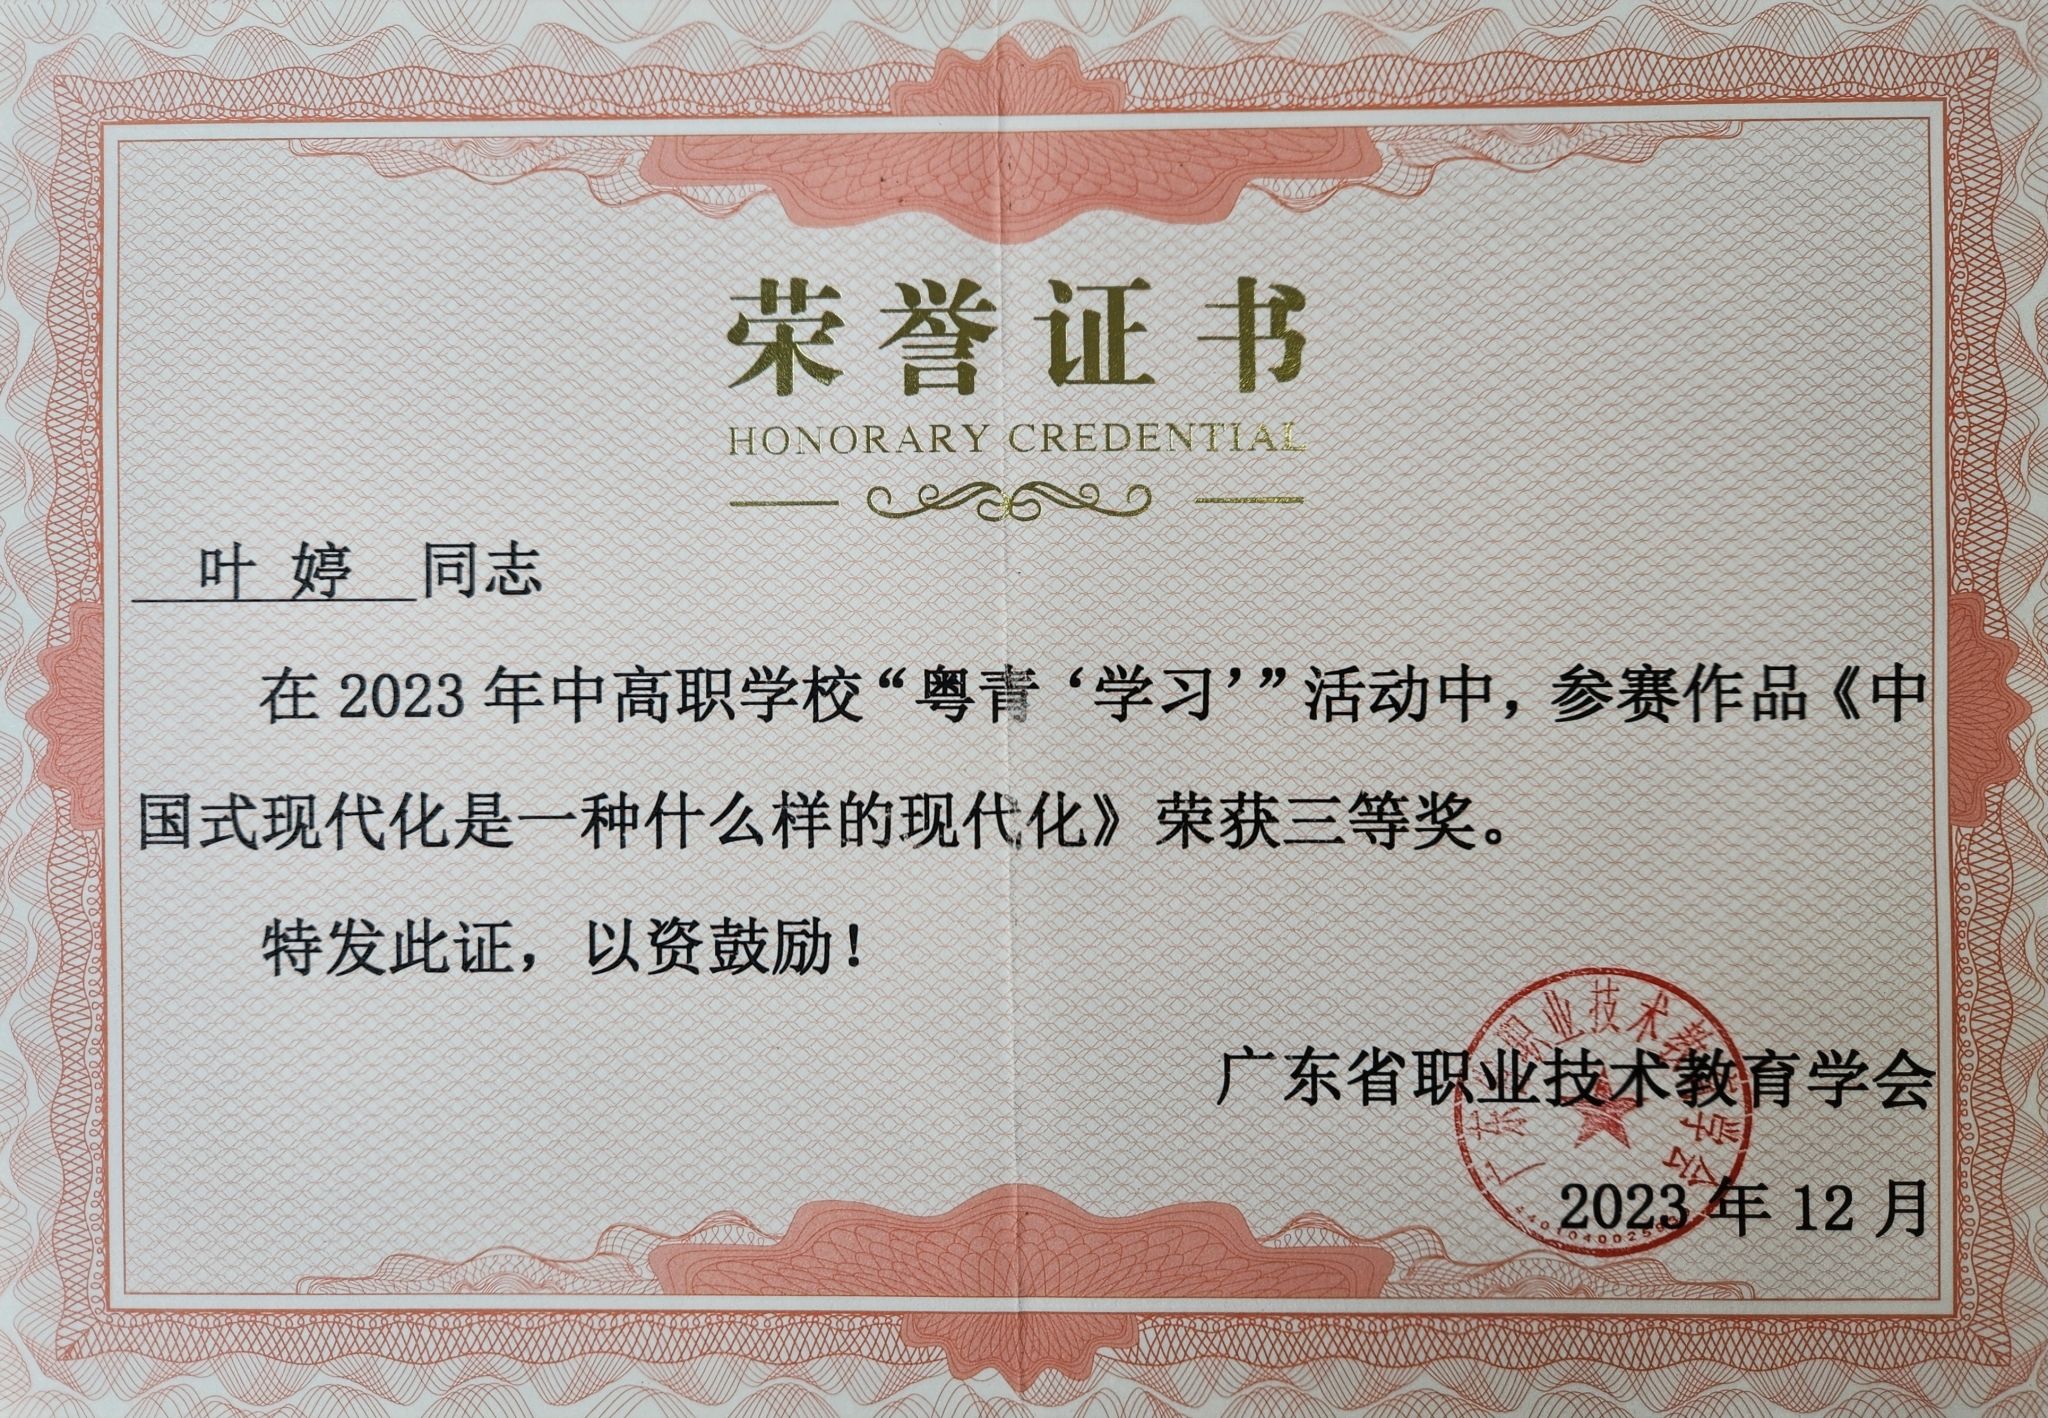 荣誉证书
HONORARY CREDENTIAL
叶 婷 同志
在 2023 年中高职学校“粤青‘学习’”活动中，参赛作品《中
国式现代化是一种什么样的现代化》荣获三等奖。
特发此证，以资鼓励！
广东省职业技术教育学会
2023 年 12 月